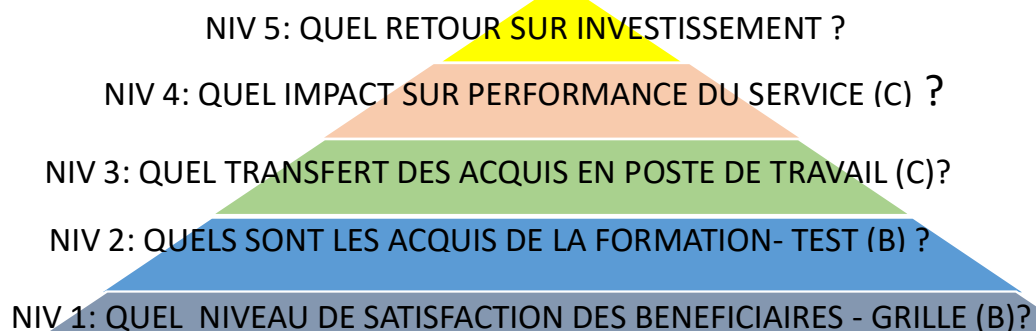 NIV 5: QUEL RETOUR SUR INVESTISSEMENT ?
NIV 4: QUEL IMPACT SUR PERFORMANCE DU SERVICE (C) ?
NIV 3: QUEL TRANSFERT DES ACQUIS EN POSTE DE TRAVAIL (C)?
NIV 2: QUELS SONT LES ACQUIS DE LA FORMATION- TEST (B) ?
NIV 1: QUEL NIVEAU DE SATISFACTION DES BENEFICIAIRES - GRILLE (B)?